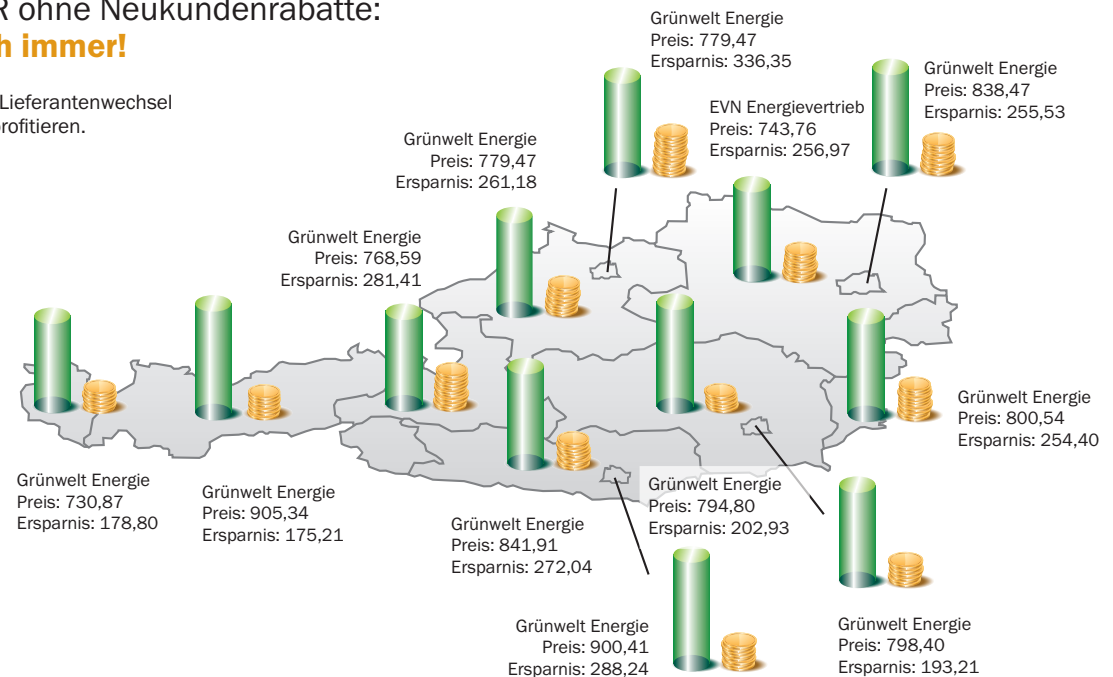 R ohne Neukundenrabatte:
h immer!
Lieferantenwechsel
profitieren.
Grünwelt Energie
Preis: 779,47
Ersparnis: 336,35
Grünwelt Energie
Preis: 838,47
Ersparnis: 255,53
EVN Energievertrieb
Preis: 743,76
Ersparnis: 256,97
Grünwelt Energie
Preis: 779,47
Ersparnis: 261,18
Grünwelt Energie
Preis: 768,59
Ersparnis: 281,41
Grünwelt Energie
Preis: 800,54
Ersparnis: 254,40
Grünwelt Energie
Preis: 730,87
Ersparnis: 178,80
Grünwelt Energie
Preis: 905,34
Ersparnis: 175,21
Grünwelt Energie
Preis: 841,91
Ersparnis: 272,04
Grünwelt Energie
Preis: 794,80
Ersparnis: 202,93
Grünwelt Energie
Preis: 900,41
Ersparnis: 288,24
Grünwelt Energie
Preis: 798,40
Ersparnis: 193,21